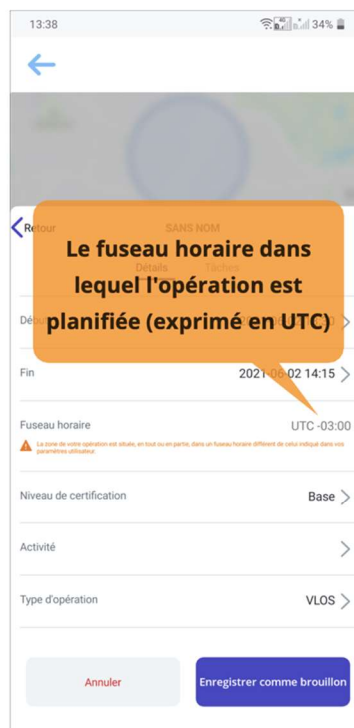 13:38
34%
Retour
SANS NOM
Le fuseau horaire dans
lequel l'opération est
planifiée (exprimé en UTC)
Détails
Tâches
Fin
2021-06-02 14:15
Fuseau horaire
UTC -03:00
La zone de votre opération est située, en tout ou en partie, dans un fuseau horaire différent de celui indiqué dans vos
paramètres utilisateur.
Niveau de certification
Base
Activité
Type d'opération
VLOS
Annuler
Enregistrer comme brouillon